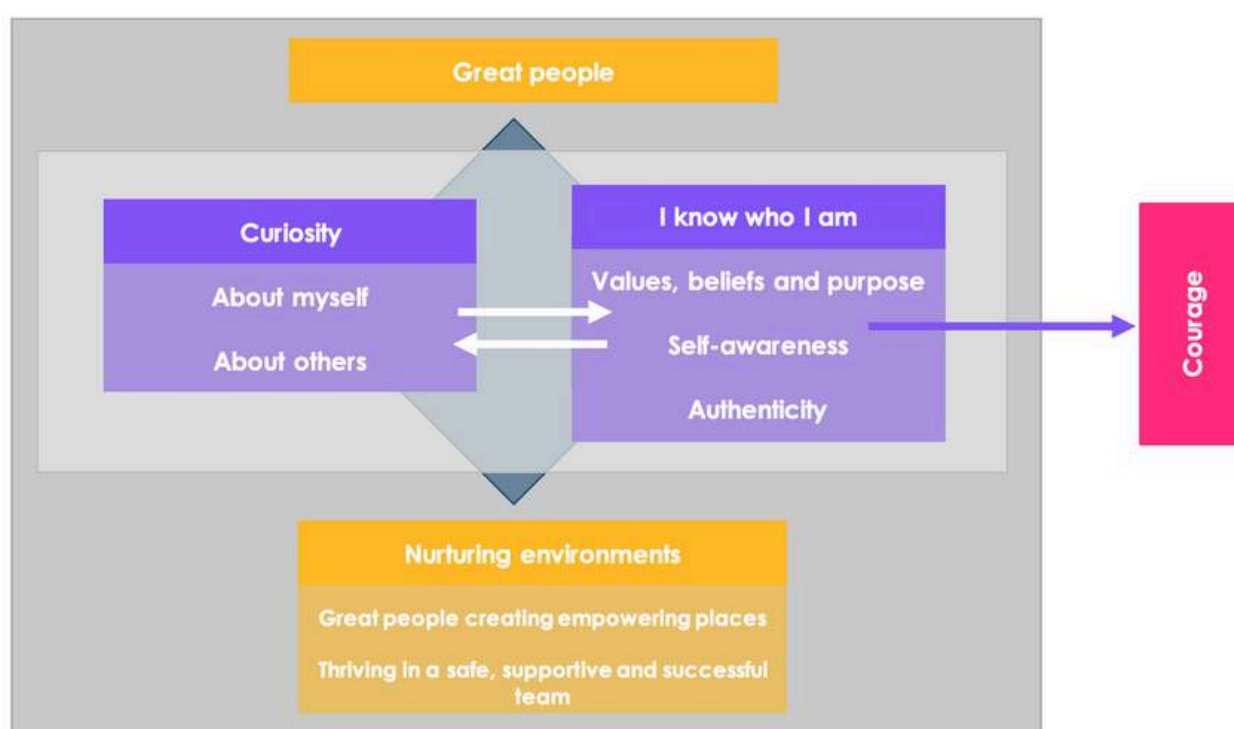 Great people
Curiosity
About myself
About others
I know who I am
Values, beliefs and purpose
Self-awareness
Authenticity
Courage
Nurturing environments
Great people creating empowering places
Thriving in a safe, supportive and successful
team